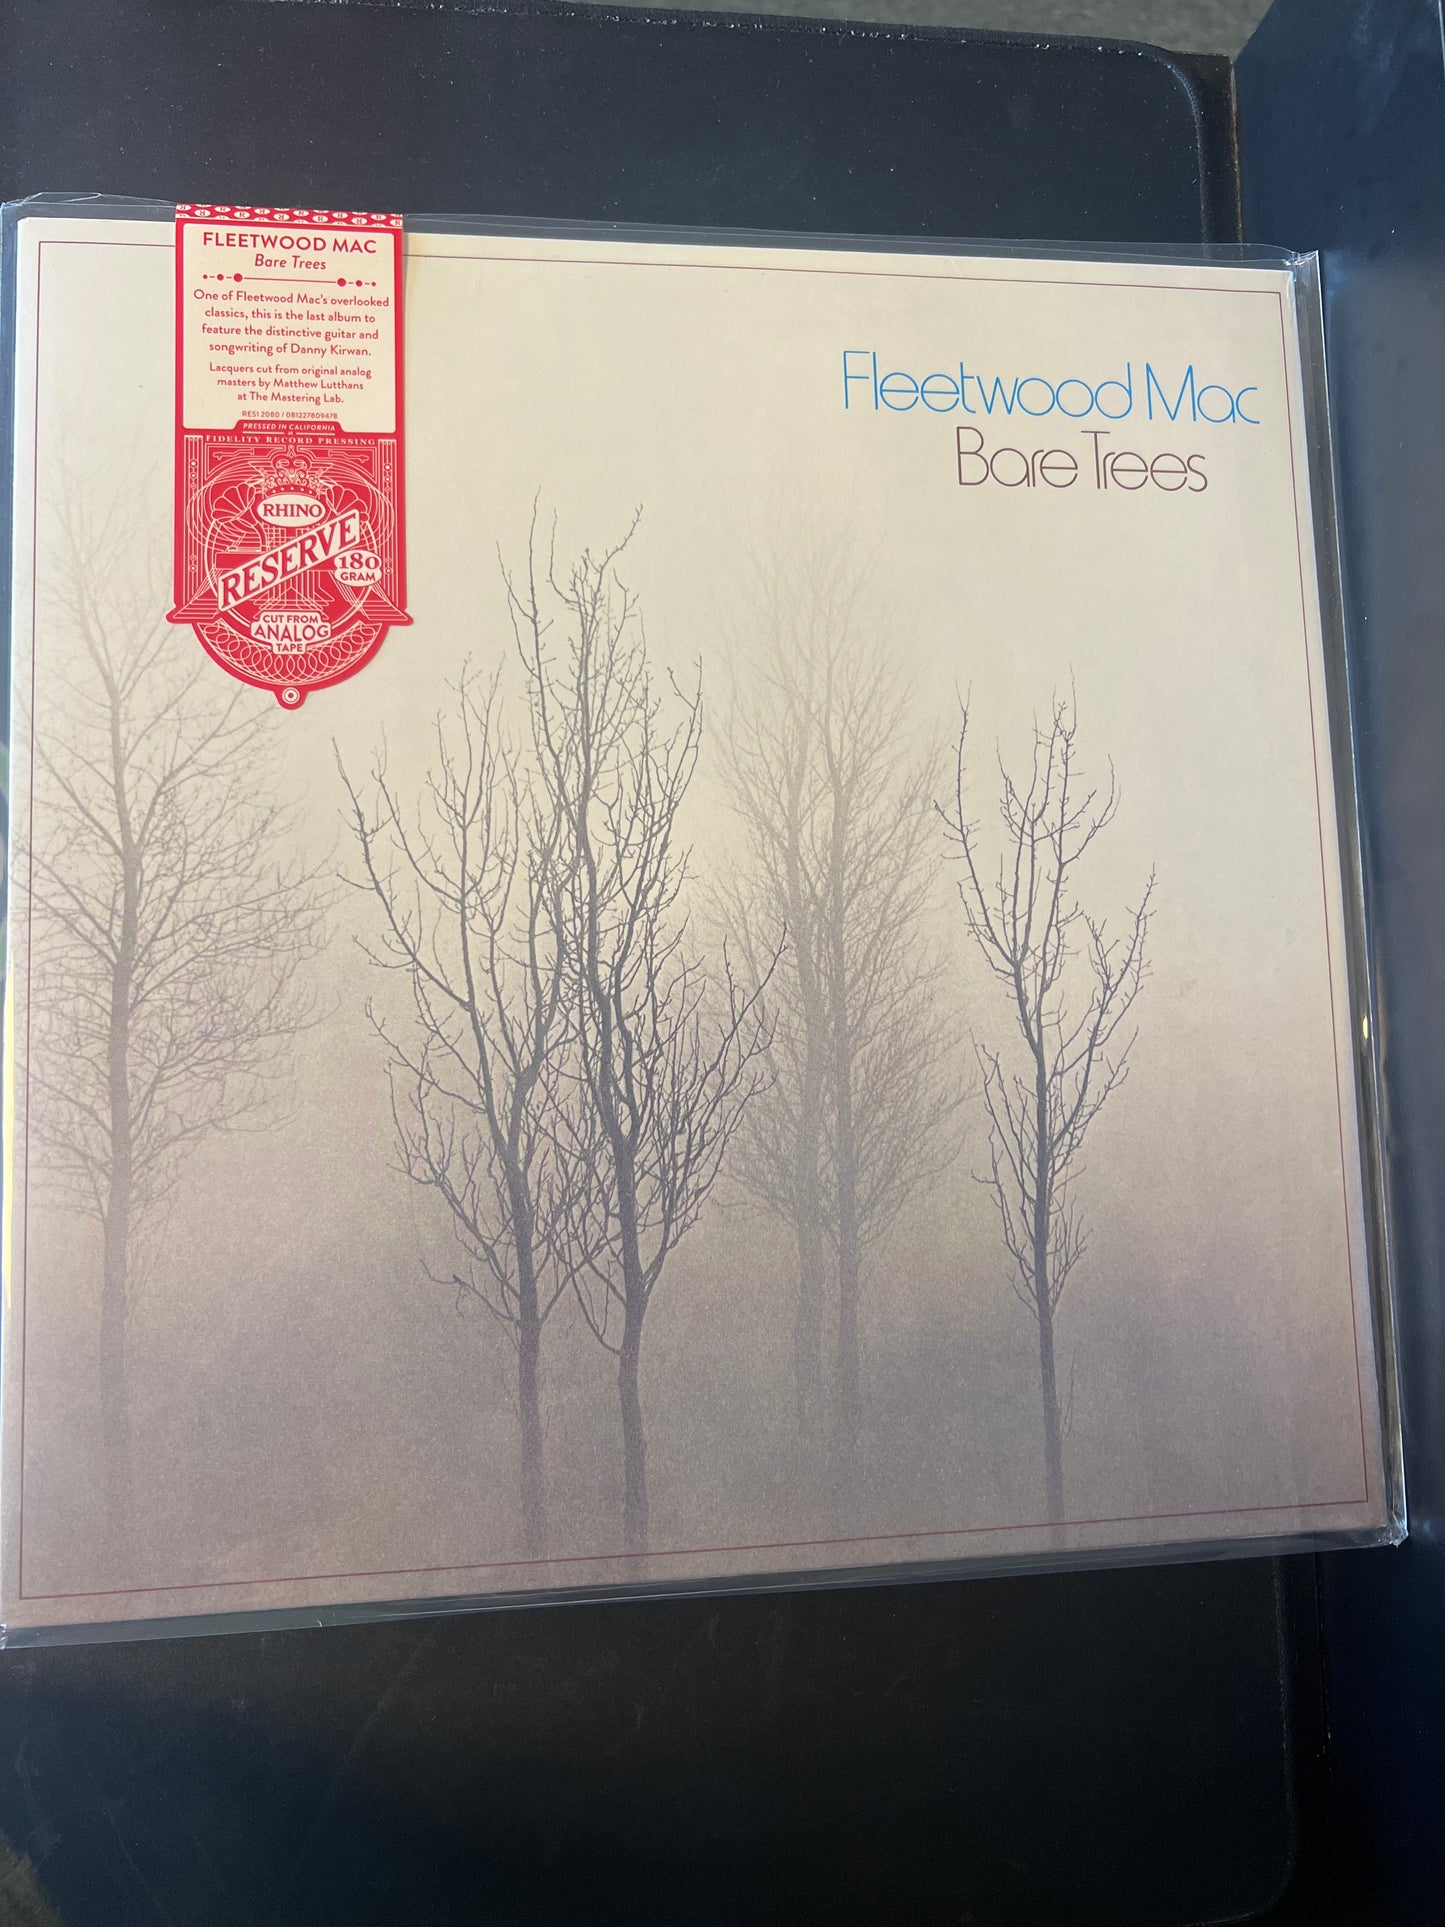 FLEETWOOD MAC
Bare Trees
One of Fleetwood Mac's overlooked
classics, this is the last album to
feature the distinctive guitar and
songwriting of Danny Kirwan.
Lacquers cut from original analog
masters by Matthew Lutthans
at The Mastering Lab.
RES1 2080 / 081227809478
PRESSED IN CALIFORNIA
at
FIDELITY RECORD PRESSING
RHINO
RESERVE
180
GRAM
CUT FROM
ANALOG
TAPE
Fleetwood Mac
Bare Trees